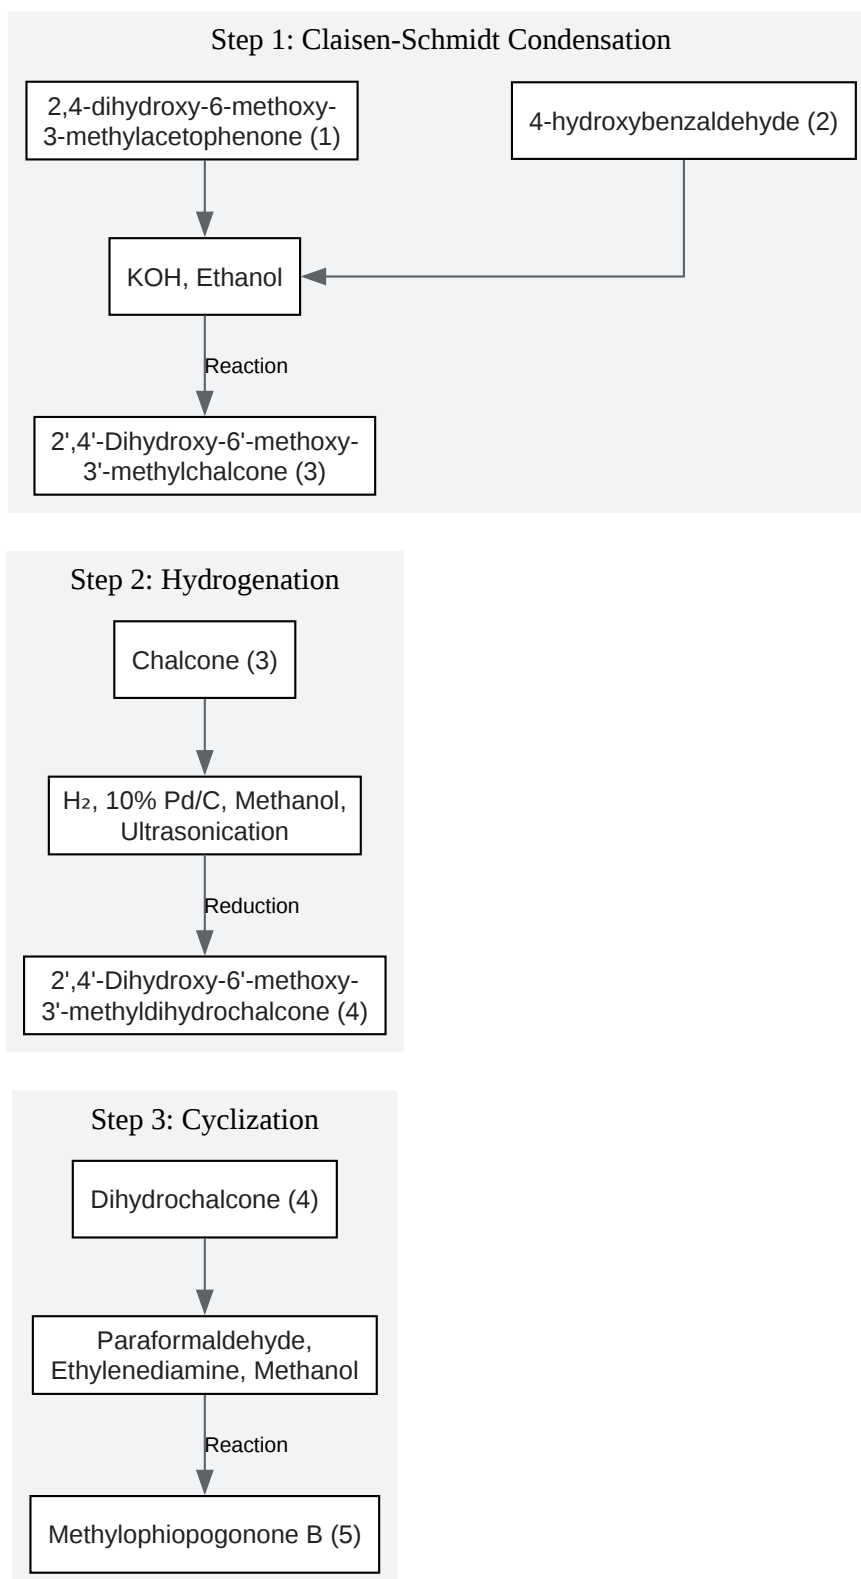 Step 1: Claisen-Schmidt Condensation
2,4-dihydroxy-6-methoxy-
3-methylacetophenone (1)
4-hydroxybenzaldehyde (2)
KOH, Ethanol
Reaction
2',4'-Dihydroxy-6'-methoxy-
3'-methylchalcone (3)
Step 2: Hydrogenation
Chalcone (3)
H₂, 10% Pd/C, Methanol,
Ultrasonication
Reduction
2',4'-Dihydroxy-6'-methoxy-
3'-methyldihydrochalcone (4)
Step 3: Cyclization
Dihydrochalcone (4)
Paraformaldehyde,
Ethylenediamine, Methanol
Reaction
Methylophiopogonone B (5)